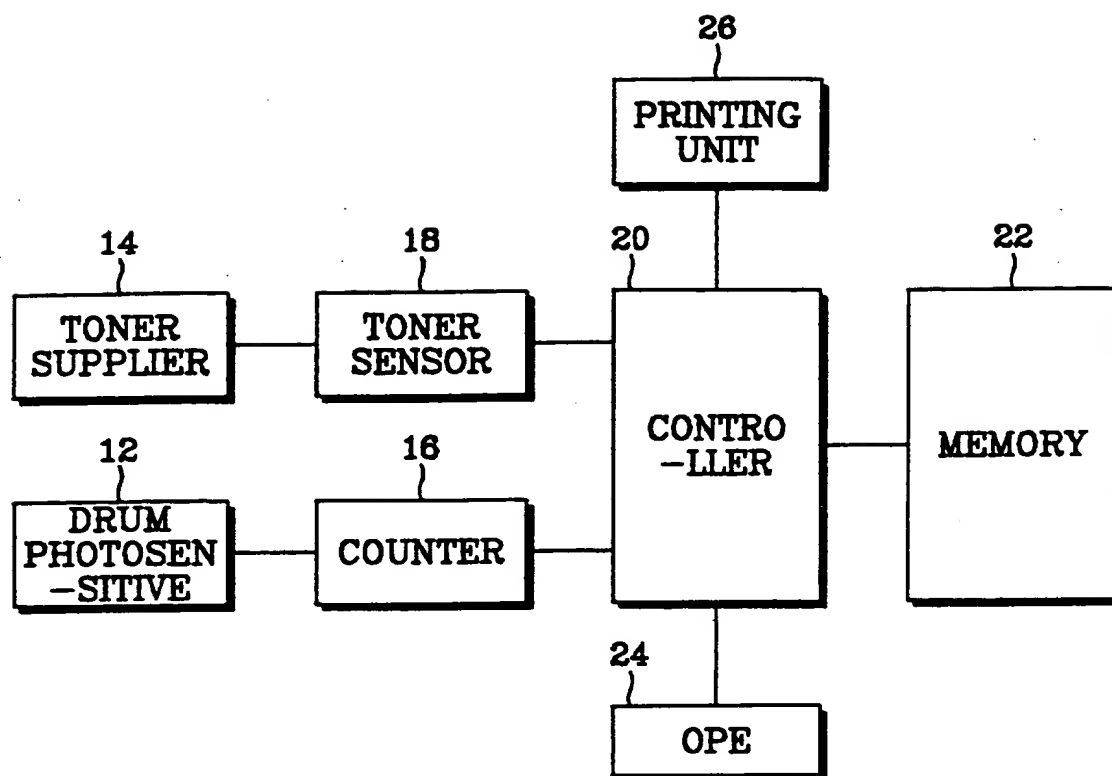 26
PRINTING
UNIT
14
TONER
SUPPLIER
18
TONER
SENSOR
20
CONTRO
-LLER
22
MEMORY
12
DRUM
PHOTOSEN
-SITIVE
16
COUNTER
24
OPE